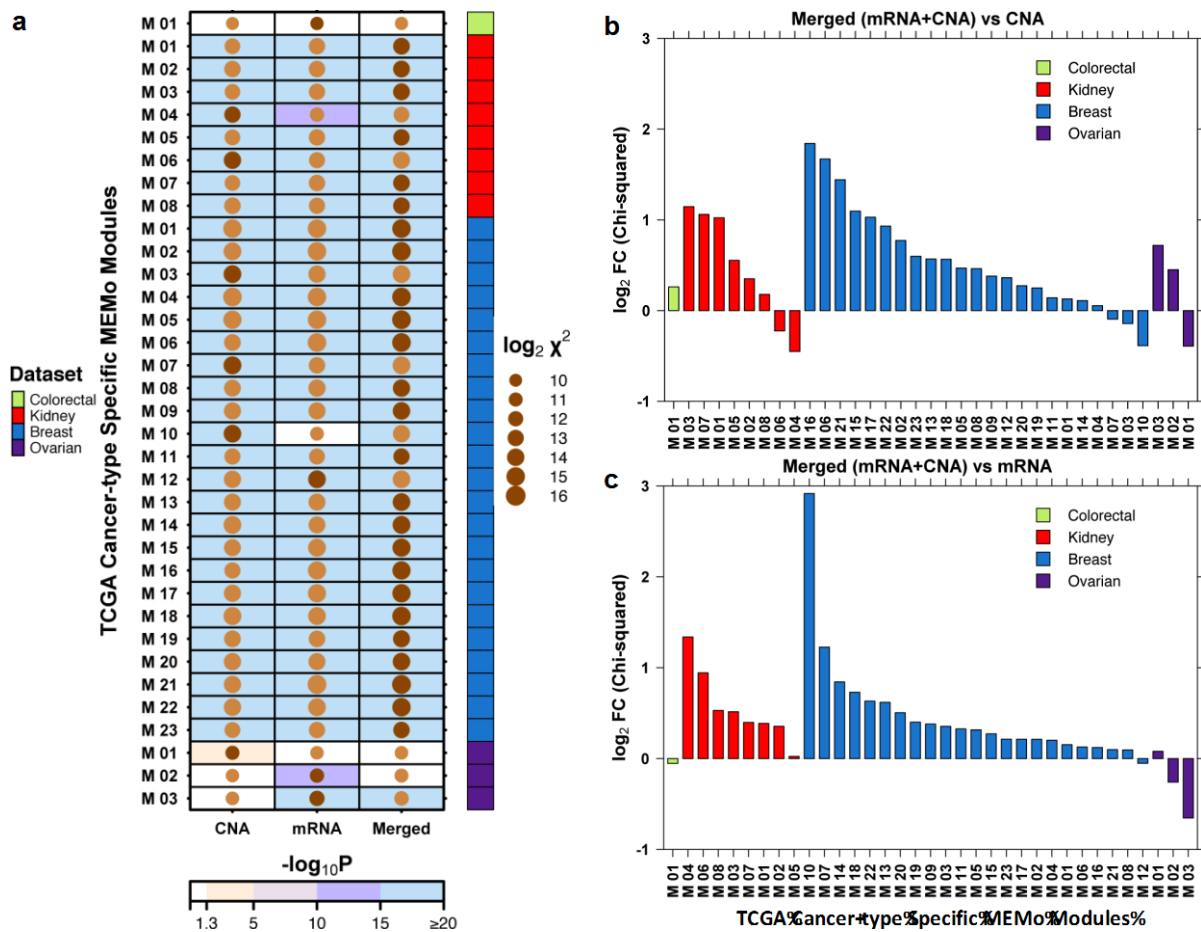 a
TCGA Cancer-type Specific MEMo Modules
M 01
M 01
M 02
M 03
M 04
M 05
M 06
M 07
M 08
M 01
M 02
M 03
M 04
M 05
M 06
M 07
M 08
M 09
M 10
M 11
M 12
M 13
M 14
M 15
M 16
M 17
M 18
M 19
M 20
M 21
M 22
M 23
M 01
M 02
M 03
CNA mRNA Merged
Dataset
Colorectal
Kidney
Breast
Ovarian
log₂ χ²
10
11
12
13
14
15
16
-log₁₀P
1.3 5 10 15 ≥20
b
Merged (mRNA+CNA) vs CNA
log₂ FC (Chi-squared)
3
2
1
0
-1
Colorectal
Kidney
Breast
Ovarian
M 01 M 03 M 07 M 01 M 05 M 02 M 08 M 06 M 04 M 16 M 06 M 21 M 15 M 17 M 22 M 02 M 23 M 13 M 18 M 05 M 08 M 09 M 12 M 20 M 19 M 11 M 01 M 14 M 04 M 07 M 03 M 10 M 03 M 02 M 01
c
Merged (mRNA+CNA) vs mRNA
log₂ FC (Chi-squared)
3
2
1
0
-1
Colorectal
Kidney
Breast
Ovarian
M 01 M 04 M 06 M 08 M 03 M 07 M 01 M 02 M 05 M 10 M 07 M 14 M 18 M 22 M 13 M 20 M 19 M 09 M 03 M 11 M 05 M 15 M 23 M 17 M 02 M 04 M 01 M 06 M 16 M 21 M 08 M 12 M 01 M 02 M 03
TCGA% Cancer+type% Specific% MEMo% Modules%